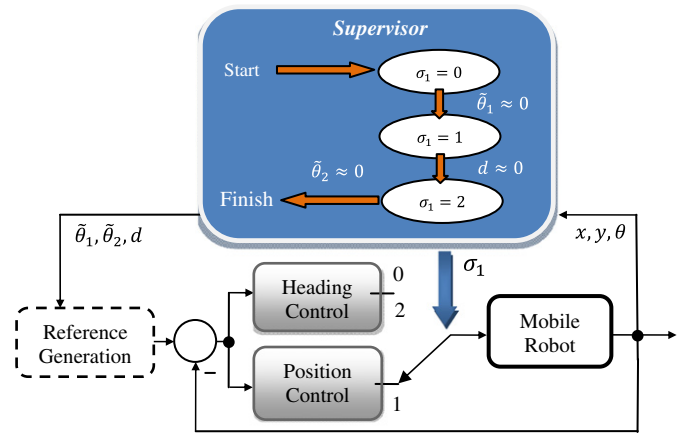 Supervisor
Start
σ₁ = 0
θ̃₁ ≈ 0
σ₁ = 1
θ̃₂ ≈ 0
d ≈ 0
Finish
σ₁ = 2
θ̃₁, θ̃₂, d
x, y, θ
σ₁
Heading
Control
0
2
Reference
Generation
−
Position
Control
1
Mobile
Robot